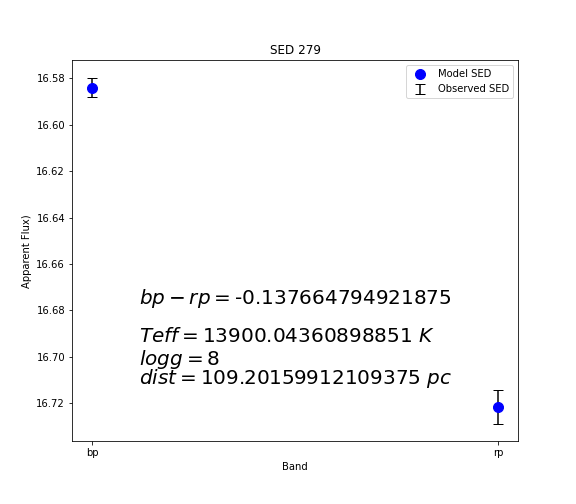 SED 279
Model SED
Observed SED
Apparent Flux)
16.58
16.60
16.62
16.64
16.66
16.68
16.70
16.72
bp − rp = -0.137664794921875
Teff = 13900.04360898851 K
logg = 8
dist = 109.20159912109375 pc
bp
rp
Band